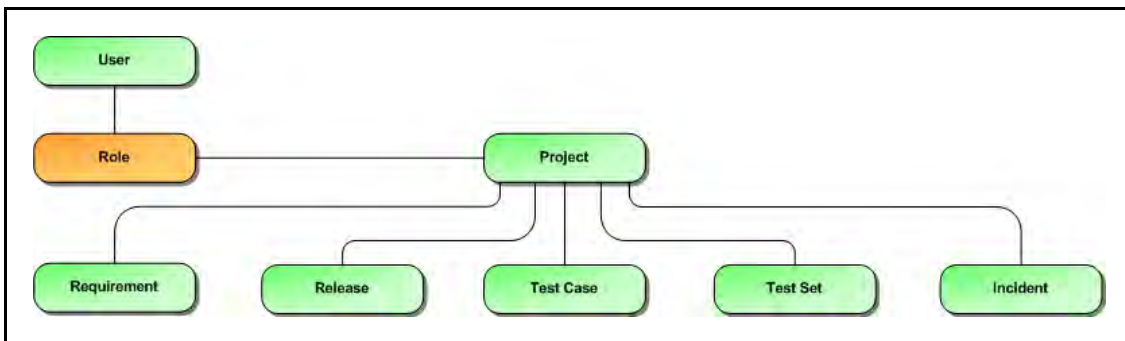 User
Role
Project
Requirement
Release
Test Case
Test Set
Incident